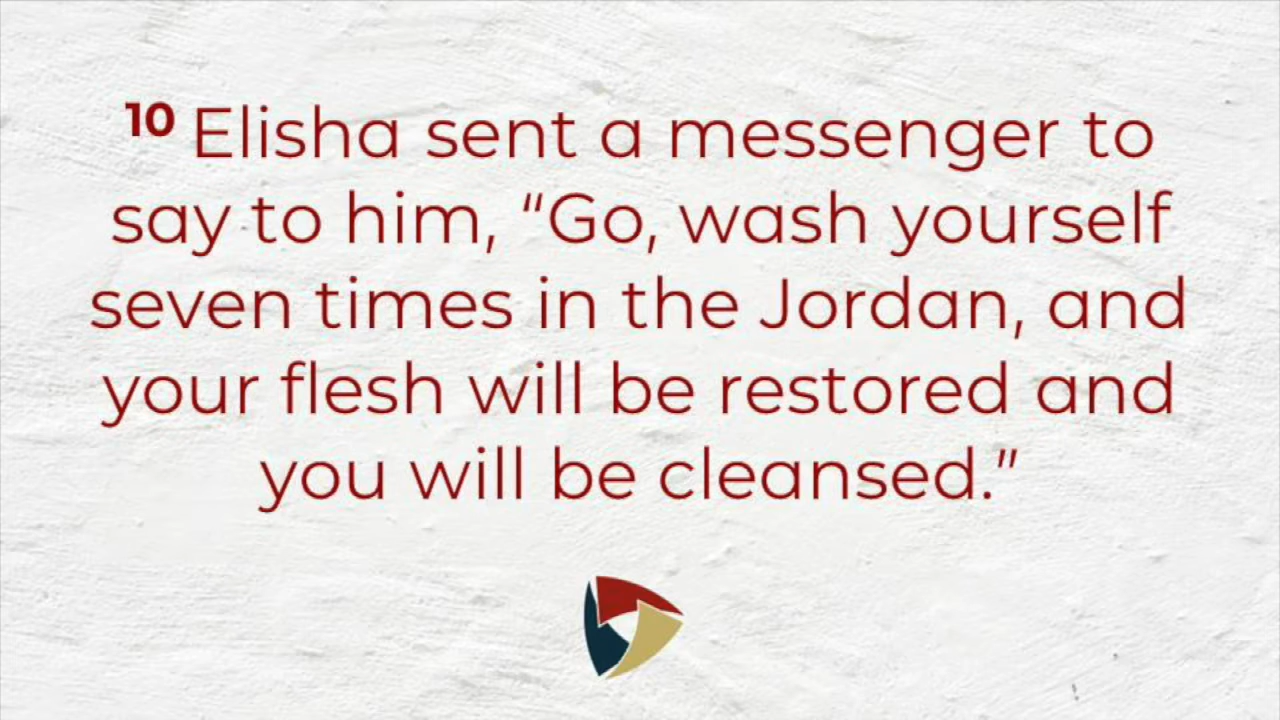 10 Elisha sent a messenger to
say to him, “Go, wash yourself
seven times in the Jordan, and
your flesh will be restored and
you will be cleansed.”